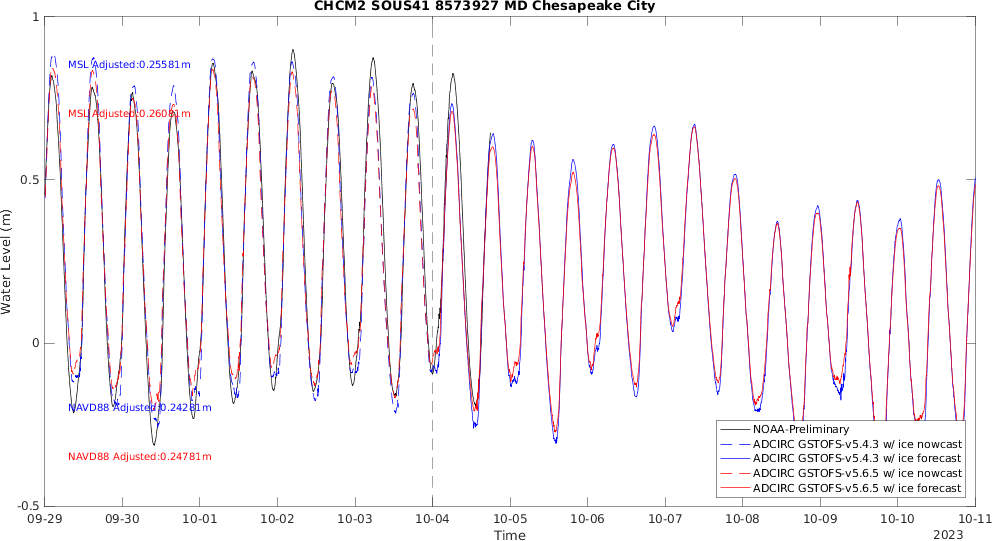 CHCM2 SOUS41 8573927 MD Chesapeake City
1
0.5
0
-0.5
Water Level (m)
MSL Adjusted:0.25581m
MSL Adjusted:0.26081m
NAVD88 Adjusted:0.24281m
NAVD88 Adjusted:0.24781m
NOAA-Preliminary
ADCIRC GSTOFS-v5.4.3 w/ ice nowcast
ADCIRC GSTOFS-v5.4.3 w/ ice forecast
ADCIRC GSTOFS-v5.6.5 w/ ice nowcast
ADCIRC GSTOFS-v5.6.5 w/ ice forecast
09-29 09-30 10-01 10-02 10-03 10-04 10-05 10-06 10-07 10-08 10-09 10-10 10-11
Time
2023